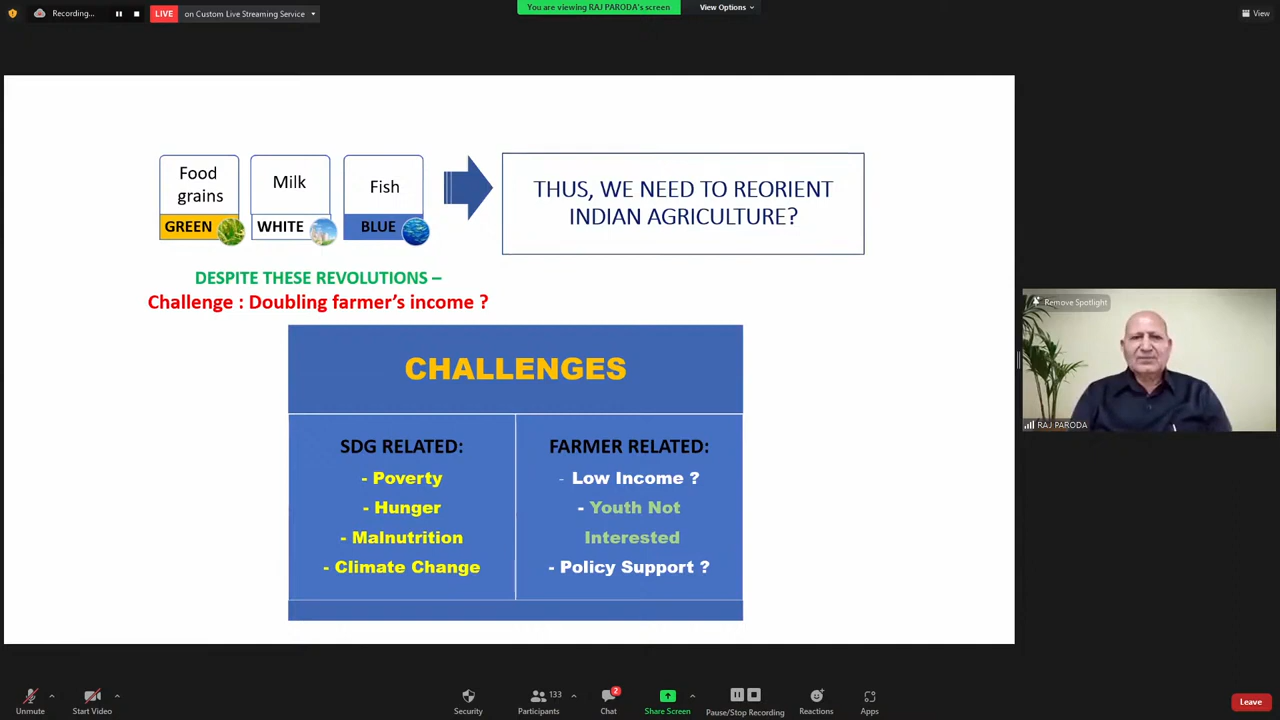 Recording...
LIVE
on Custom Live Streaming Service
You are viewing RAJ PARODA's screen
View Options
View
Food
grains
GREEN
Milk
WHITE
Fish
BLUE
THUS, WE NEED TO REORIENT
INDIAN AGRICULTURE?
DESPITE THESE REVOLUTIONS –
Challenge : Doubling farmer's income ?
CHALLENGES
SDG RELATED:
- Poverty
- Hunger
- Malnutrition
- Climate Change
FARMER RELATED:
- Low Income ?
- Youth Not
Interested
- Policy Support ?
Remove Spotlight
RAJ PARODA
Unmute
Start Video
Security
133
Participants
2
Chat
Share Screen
Pause/Stop Recording
Reactions
Apps
Leave